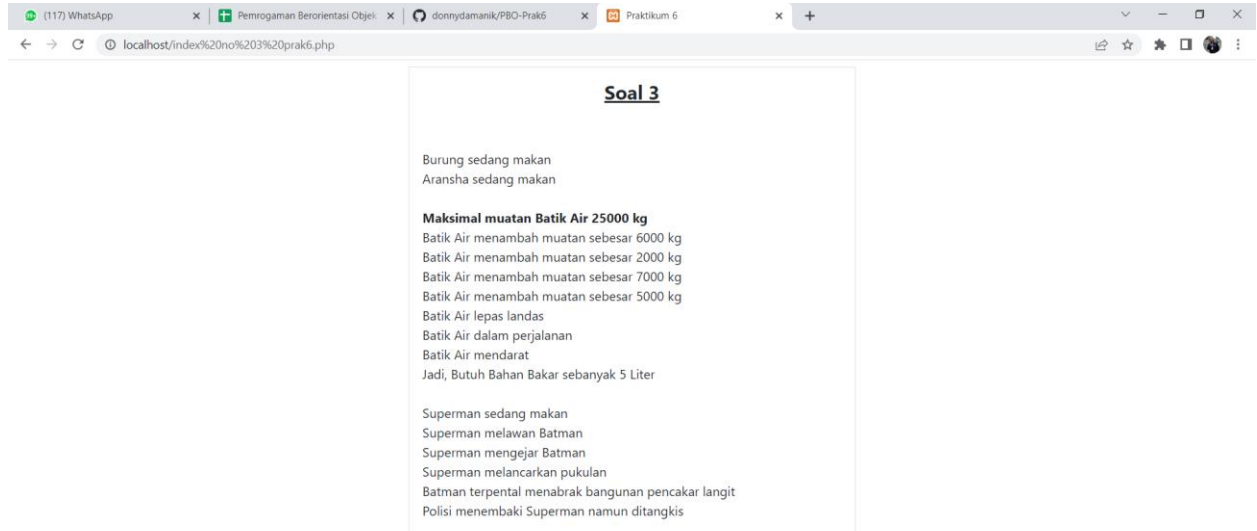 (117) WhatsApp
Pemrogaman Berorientasi Objek
donnydamanik/PBO-Prak6
Praktikum 6
localhost/index%20no%203%20prak6.php
Soal 3
Burung sedang makan
Aransha sedang makan
Maksimal muatan Batik Air 25000 kg
Batik Air menambah muatan sebesar 6000 kg
Batik Air menambah muatan sebesar 2000 kg
Batik Air menambah muatan sebesar 7000 kg
Batik Air menambah muatan sebesar 5000 kg
Batik Air lepas landas
Batik Air dalam perjalanan
Batik Air mendarat
Jadi, Butuh Bahan Bakar sebanyak 5 Liter
Superman sedang makan
Superman melawan Batman
Superman mengejar Batman
Superman melancarkan pukulan
Batman terpental menabrak bangunan pencakar langit
Polisi menembaki Superman namun ditangkis